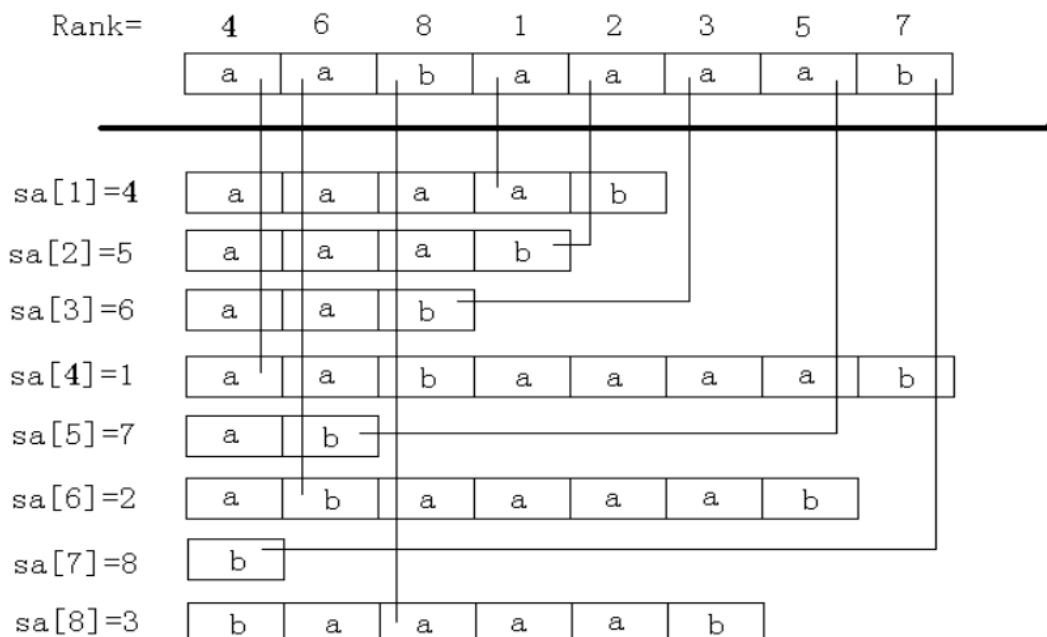 Rank= 4 6 8 1 2 3 5 7
a a b a a a a b
sa[1]=4 a a a a b
sa[2]=5 a a a b
sa[3]=6 a a b
sa[4]=1 a a b a a a a b
sa[5]=7 a b
sa[6]=2 a b a a a a b
sa[7]=8 b
sa[8]=3 b a a a a b